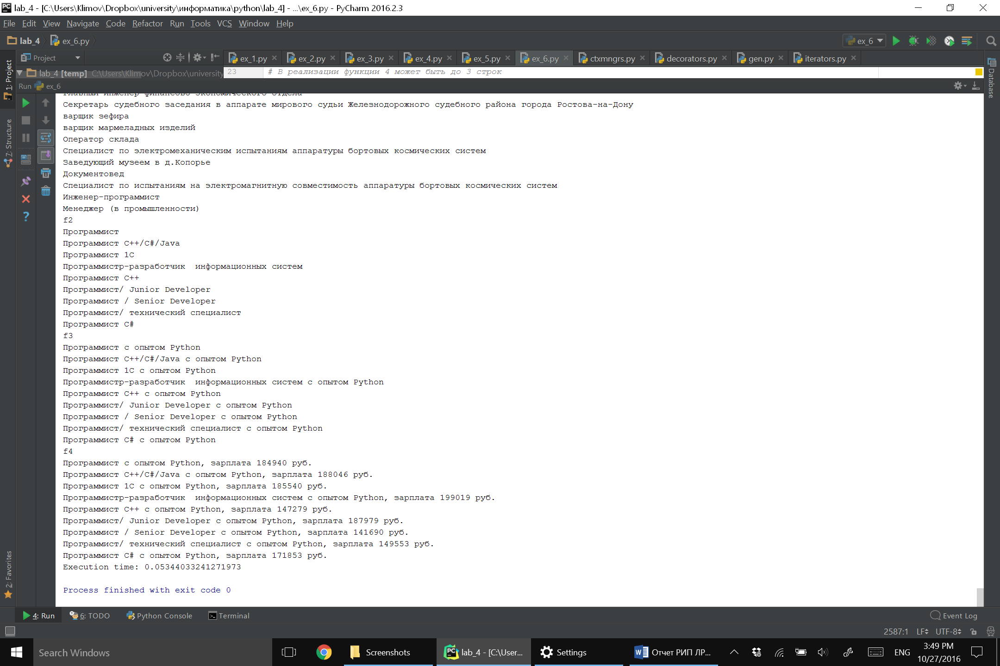 lab_4 - [C:\Users\Klimov\Dropbox\university\информатика\python\lab_4] - ...\ex_6.py - PyCharm 2016.2.3
File Edit View Navigate Code Refactor Run Tools VCS Window Help
lab_4 ex_6.py ex_6
Project ex_1.py ex_2.py ex_3.py ex_4.py ex_5.py ex_6.py ctxmngrs.py decorators.py gen.py iterators.py
lab_4 [temp] C:\Users\Klimov\Dropbox\university 23 # В реализации функции 4 может быть до 3 строк
Run ex_6
1: Project
7: Structure
2: Favorites
Database
Главный инженер финансово-экономического отдела
Секретарь судебного заседания в аппарате мирового судьи Железнодорожного судебного района города Ростова-на-Дону
варщик зефира
варщик мармеладных изделий
Оператор склада
Специалист по электромеханическим испытаниям аппаратуры бортовых космических систем
Заведующий музеем в д.Копорье
Документовед
Специалист по испытаниям на электромагнитную совместимость аппаратуры бортовых космических систем
Инженер-программист
Менеджер (в промышленности)
f2
Программист
Программист C++/C#/Java
Программист 1С
Программистр-разработчик  информационных систем
Программист C++
Программист/ Junior Developer
Программист / Senior Developer
Программист/ технический специалист
Программист C#
f3
Программист с опытом Python
Программист C++/C#/Java с опытом Python
Программист 1С с опытом Python
Программистр-разработчик  информационных систем с опытом Python
Программист C++ с опытом Python
Программист/ Junior Developer с опытом Python
Программист / Senior Developer с опытом Python
Программист/ технический специалист с опытом Python
Программист C# с опытом Python
f4
Программист с опытом Python, зарплата 184940 руб.
Программист C++/C#/Java с опытом Python, зарплата 188046 руб.
Программист 1С с опытом Python, зарплата 185540 руб.
Программистр-разработчик  информационных систем с опытом Python, зарплата 199019 руб.
Программист C++ с опытом Python, зарплата 147279 руб.
Программист/ Junior Developer с опытом Python, зарплата 187979 руб.
Программист / Senior Developer с опытом Python, зарплата 141690 руб.
Программист/ технический специалист с опытом Python, зарплата 149553 руб.
Программист C# с опытом Python, зарплата 171853 руб.
Execution time: 0.05344033241271973
Process finished with exit code 0
4: Run 6: TODO Python Console Terminal Event Log
2587:1 LF UTF-8
Search Windows Screenshots lab_4 - [C:\User... Settings Отчет РИП ЛР... ENG 3:49 PM
10/27/2016